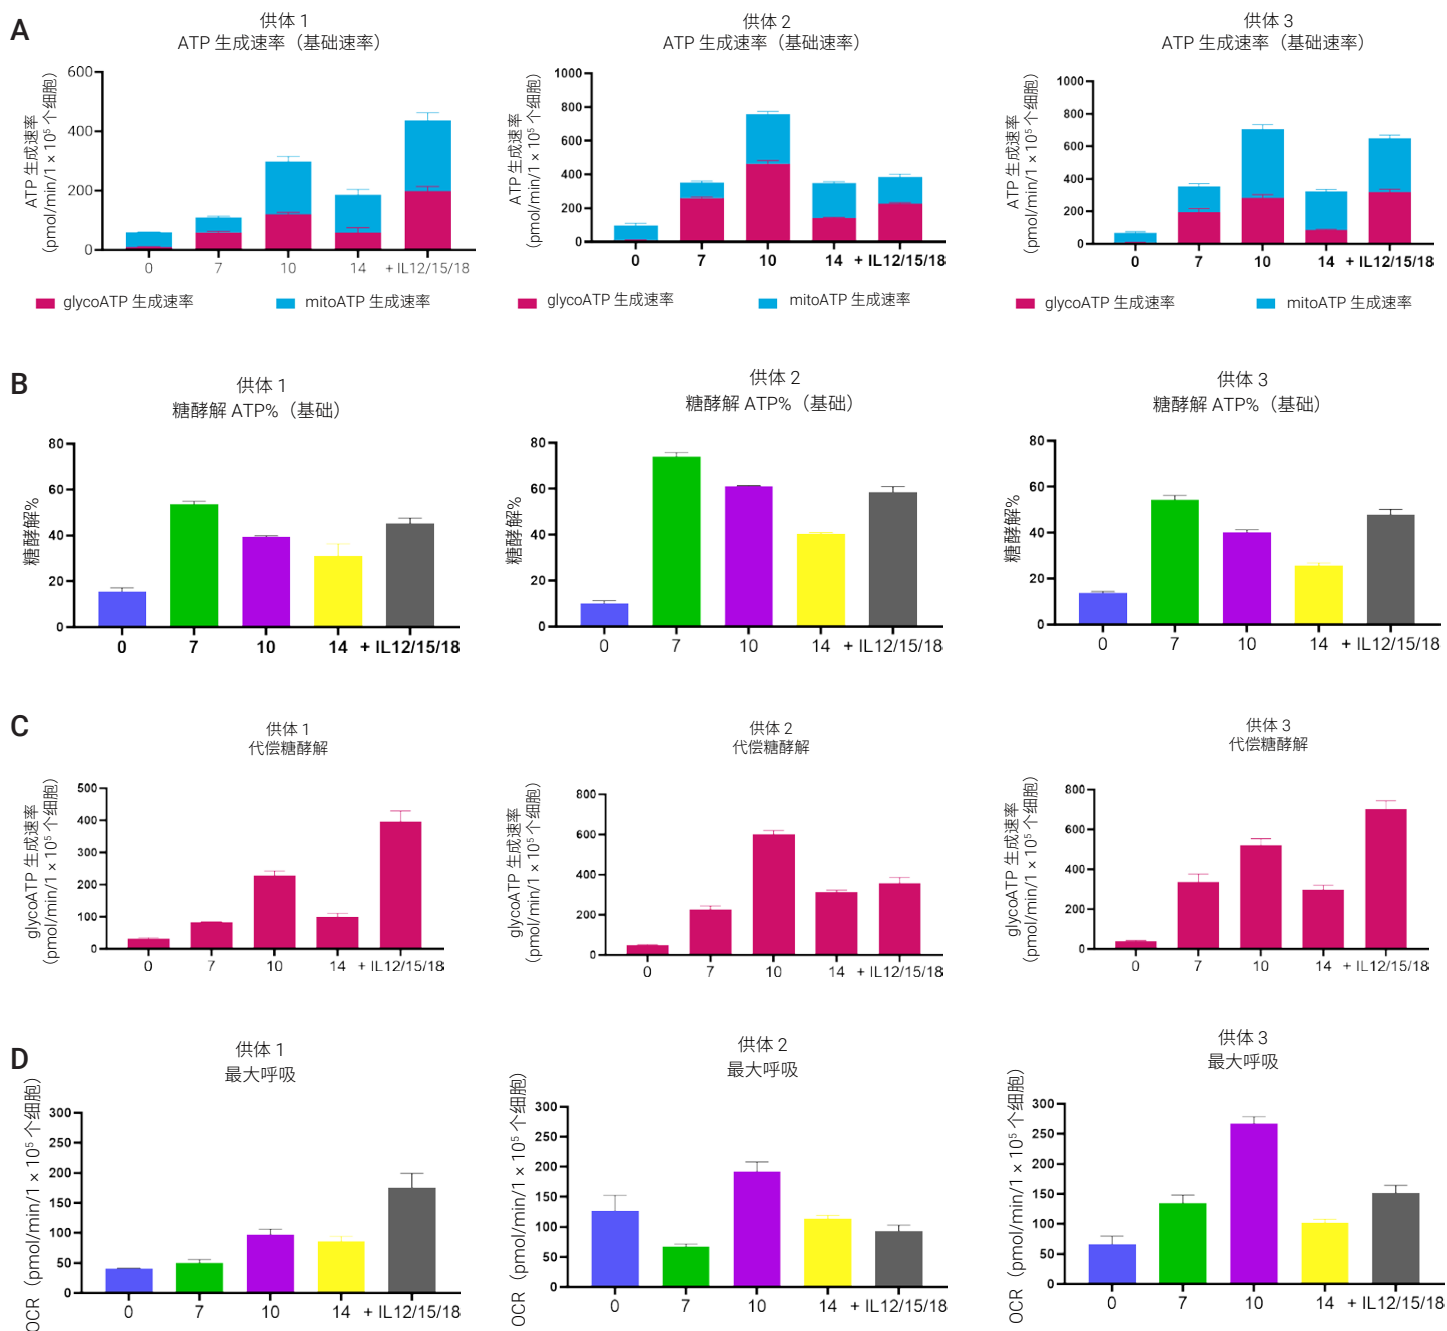 A
供体 1
ATP 生成速率（基础速率）
ATP 生成速率
（pmol/min/1 × 10⁵ 个细胞）
600
400
200
0
0 7 10 14 + IL12/15/18
glycoATP 生成速率 mitoATP 生成速率
供体 2
ATP 生成速率（基础速率）
ATP 生成速率
（pmol/min/1 × 10⁵ 个细胞）
1000
800
600
400
200
0
0 7 10 14 + IL12/15/18
glycoATP 生成速率 mitoATP 生成速率
供体 3
ATP 生成速率（基础速率）
ATP 生成速率
（pmol/min/1 × 10⁵ 个细胞）
1000
800
600
400
200
0
0 7 10 14 + IL12/15/18
glycoATP 生成速率 mitoATP 生成速率
B
供体 1
糖酵解 ATP%（基础）
糖酵解%
80
60
40
20
0
0 7 10 14 + IL12/15/18
供体 2
糖酵解 ATP%（基础）
糖酵解%
80
60
40
20
0
0 7 10 14 + IL12/15/18
供体 3
糖酵解 ATP%（基础）
糖酵解%
80
60
40
20
0
0 7 10 14 + IL12/15/18
C
供体 1
代偿糖酵解
glycoATP 生成速率
（pmol/min/1 × 10⁵ 个细胞）
500
400
300
200
100
0
0 7 10 14 + IL12/15/18
供体 2
代偿糖酵解
glycoATP 生成速率
（pmol/min/1 × 10⁵ 个细胞）
800
600
400
200
0
0 7 10 14 + IL12/15/18
供体 3
代偿糖酵解
glycoATP 生成速率
（pmol/min/1 × 10⁵ 个细胞）
800
600
400
200
0
0 7 10 14 + IL12/15/18
D
供体 1
最大呼吸
OCR（pmol/min/1 × 10⁵ 个细胞）
300
250
200
150
100
50
0
0 7 10 14 + IL12/15/18
供体 2
最大呼吸
OCR（pmol/min/1 × 10⁵ 个细胞）
300
250
200
150
100
50
0
0 7 10 14 + IL12/15/18
供体 3
最大呼吸
OCR（pmol/min/1 × 10⁵ 个细胞）
300
250
200
150
100
50
0
0 7 10 14 + IL12/15/18